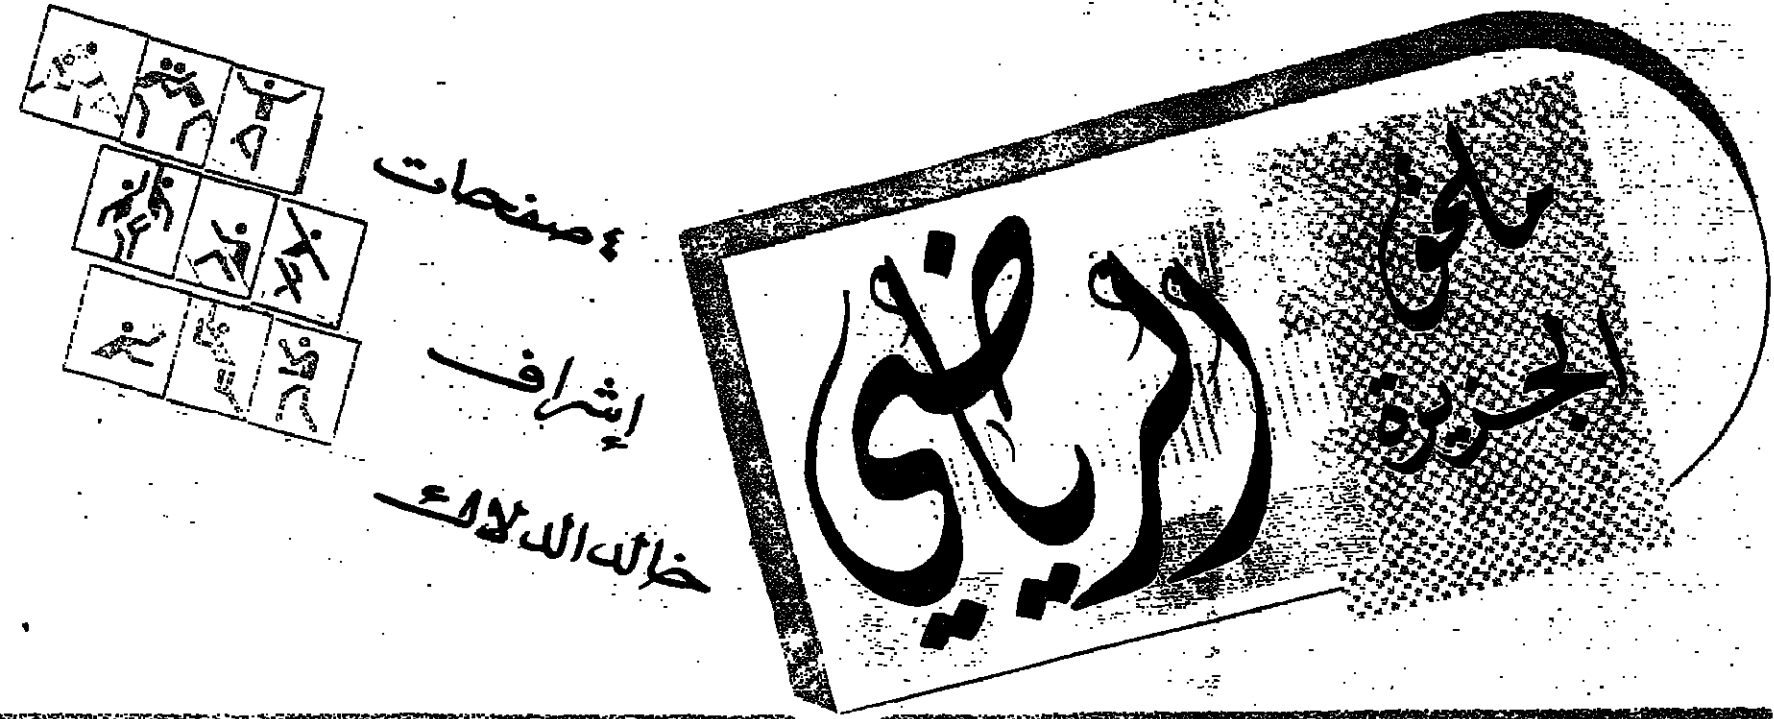 ملحق
الجزيرة
الرياضي
٤ صفحات
إشراف
خالد الدلاك